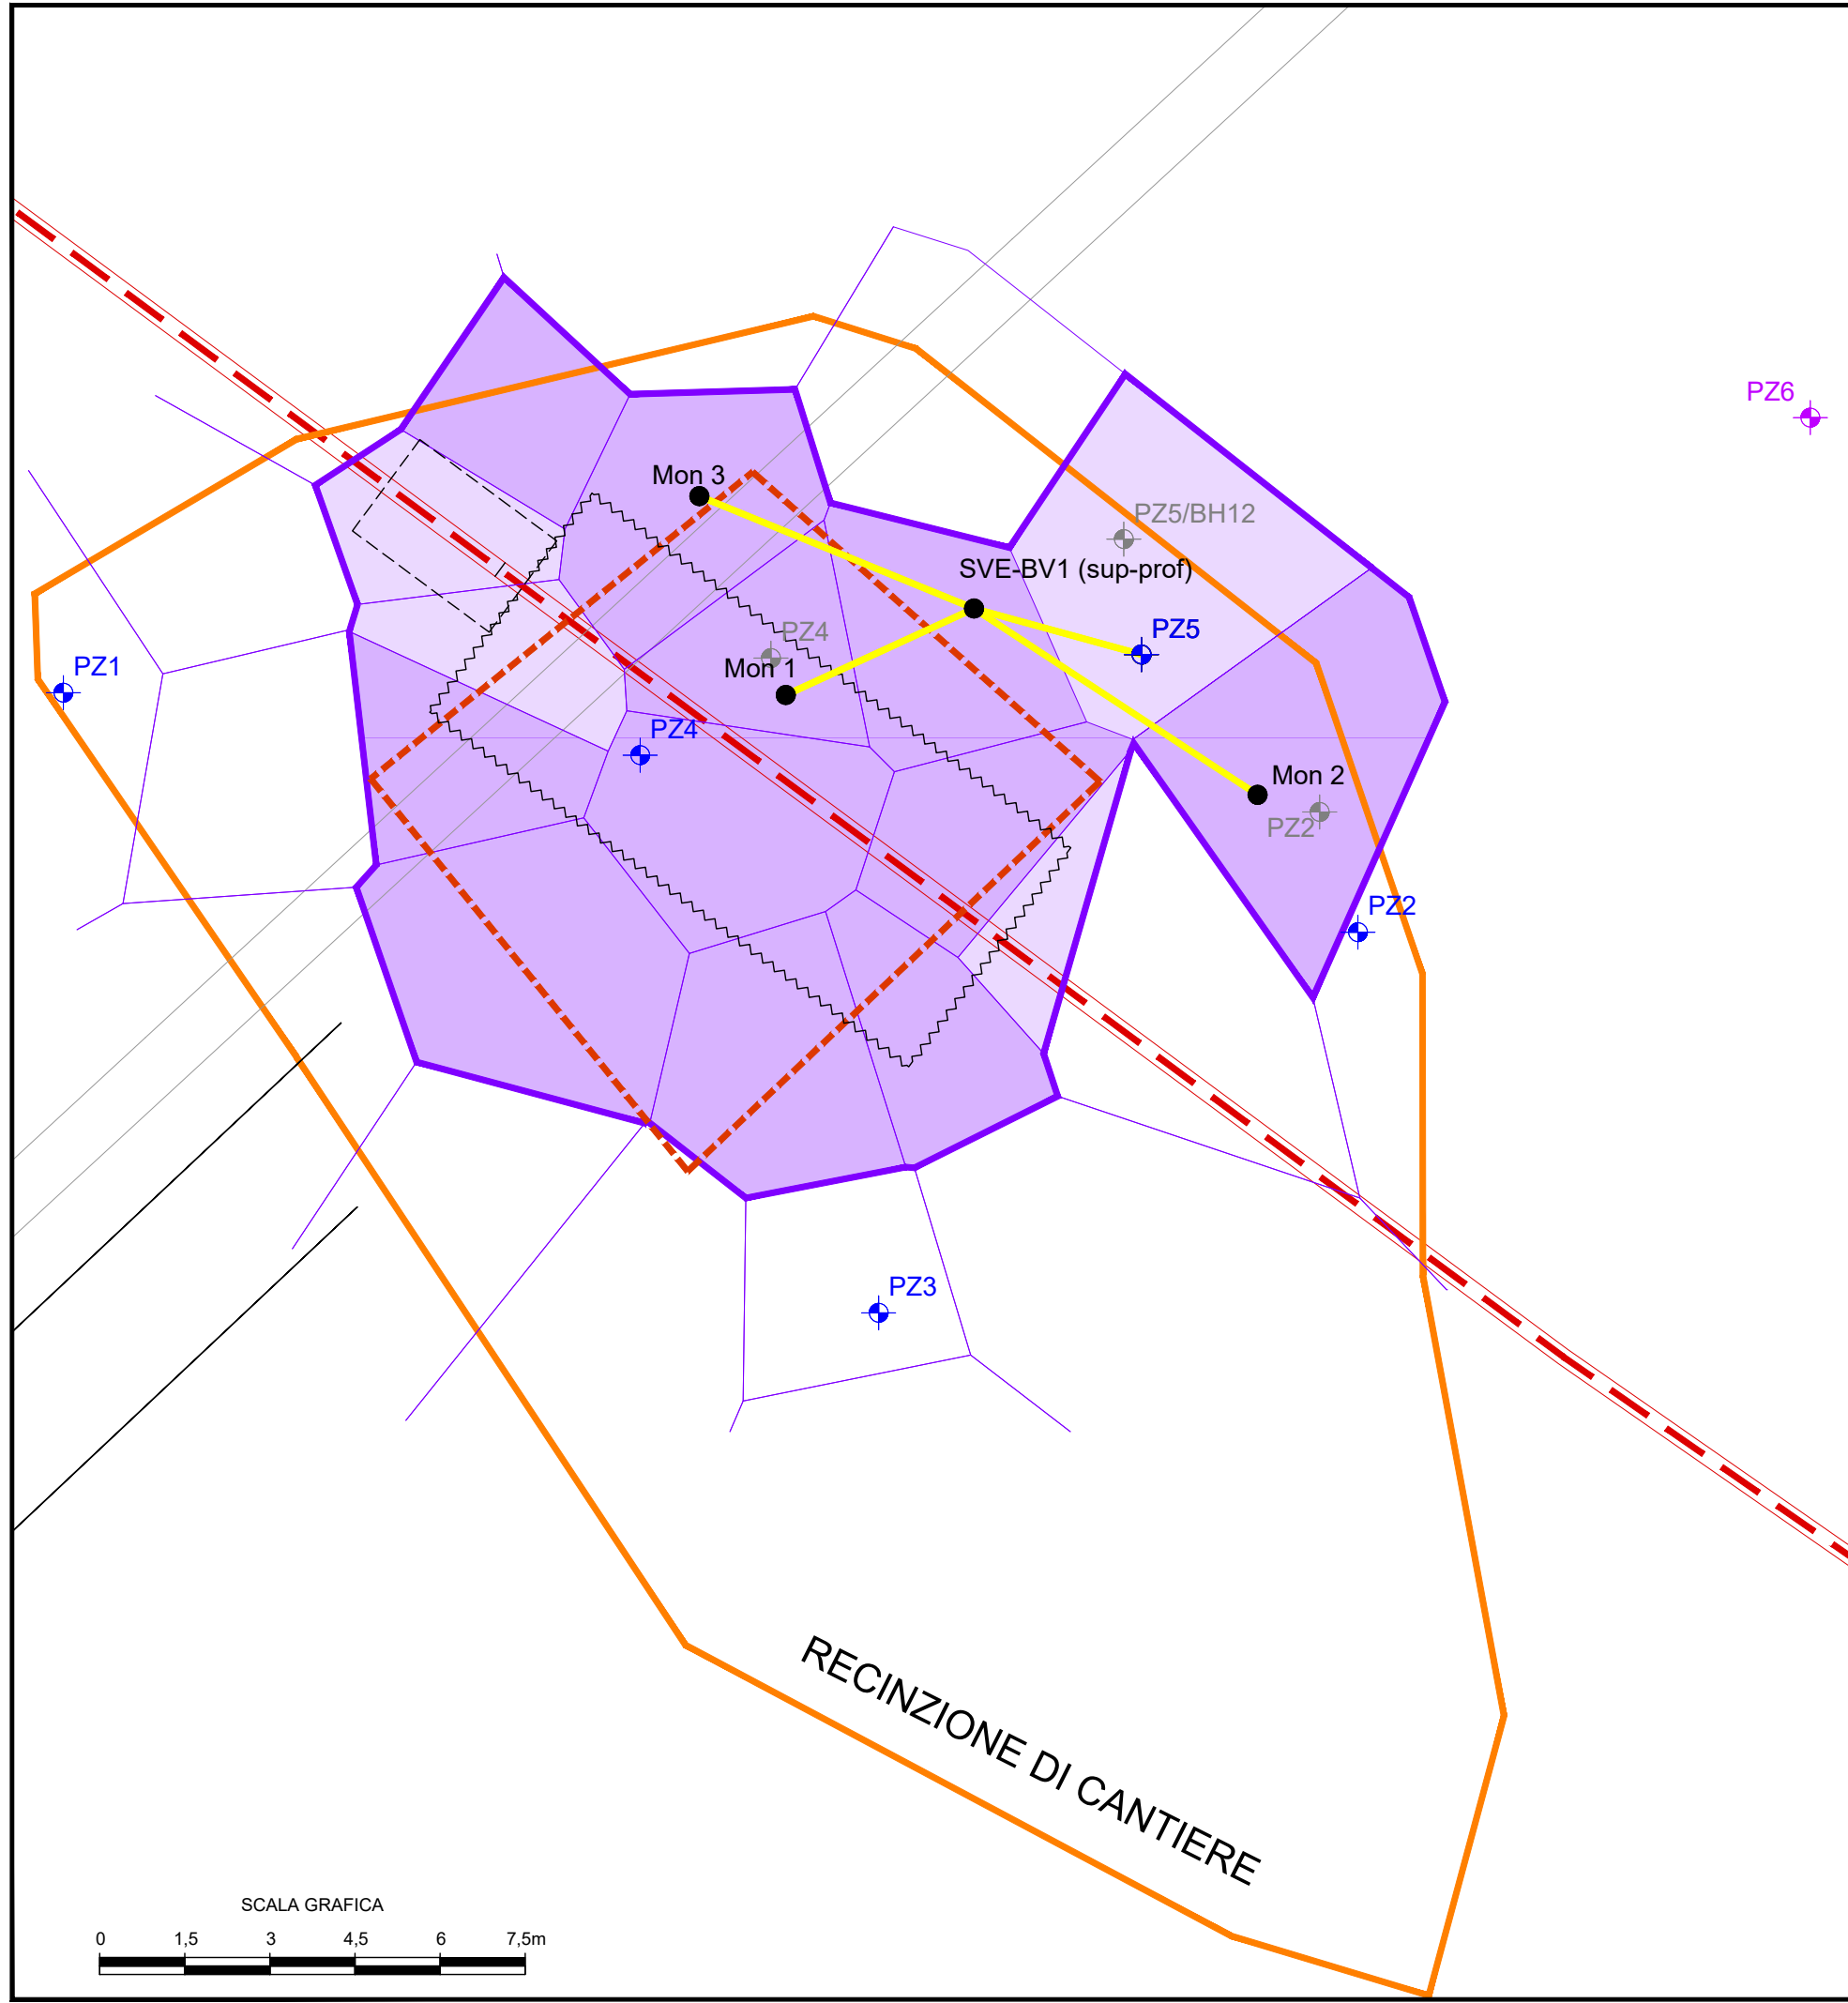 PZ6
Mon 3
PZ5/BH12
SVE-BV1 (sup-prof)
PZ4
PZ5
PZ1
Mon 1
PZ4
Mon 2
PZ2
PZ2
PZ3
RECINZIONE DI CANTIERE
SCALA GRAFICA
0 1,5 3 4,5 6 7,5m